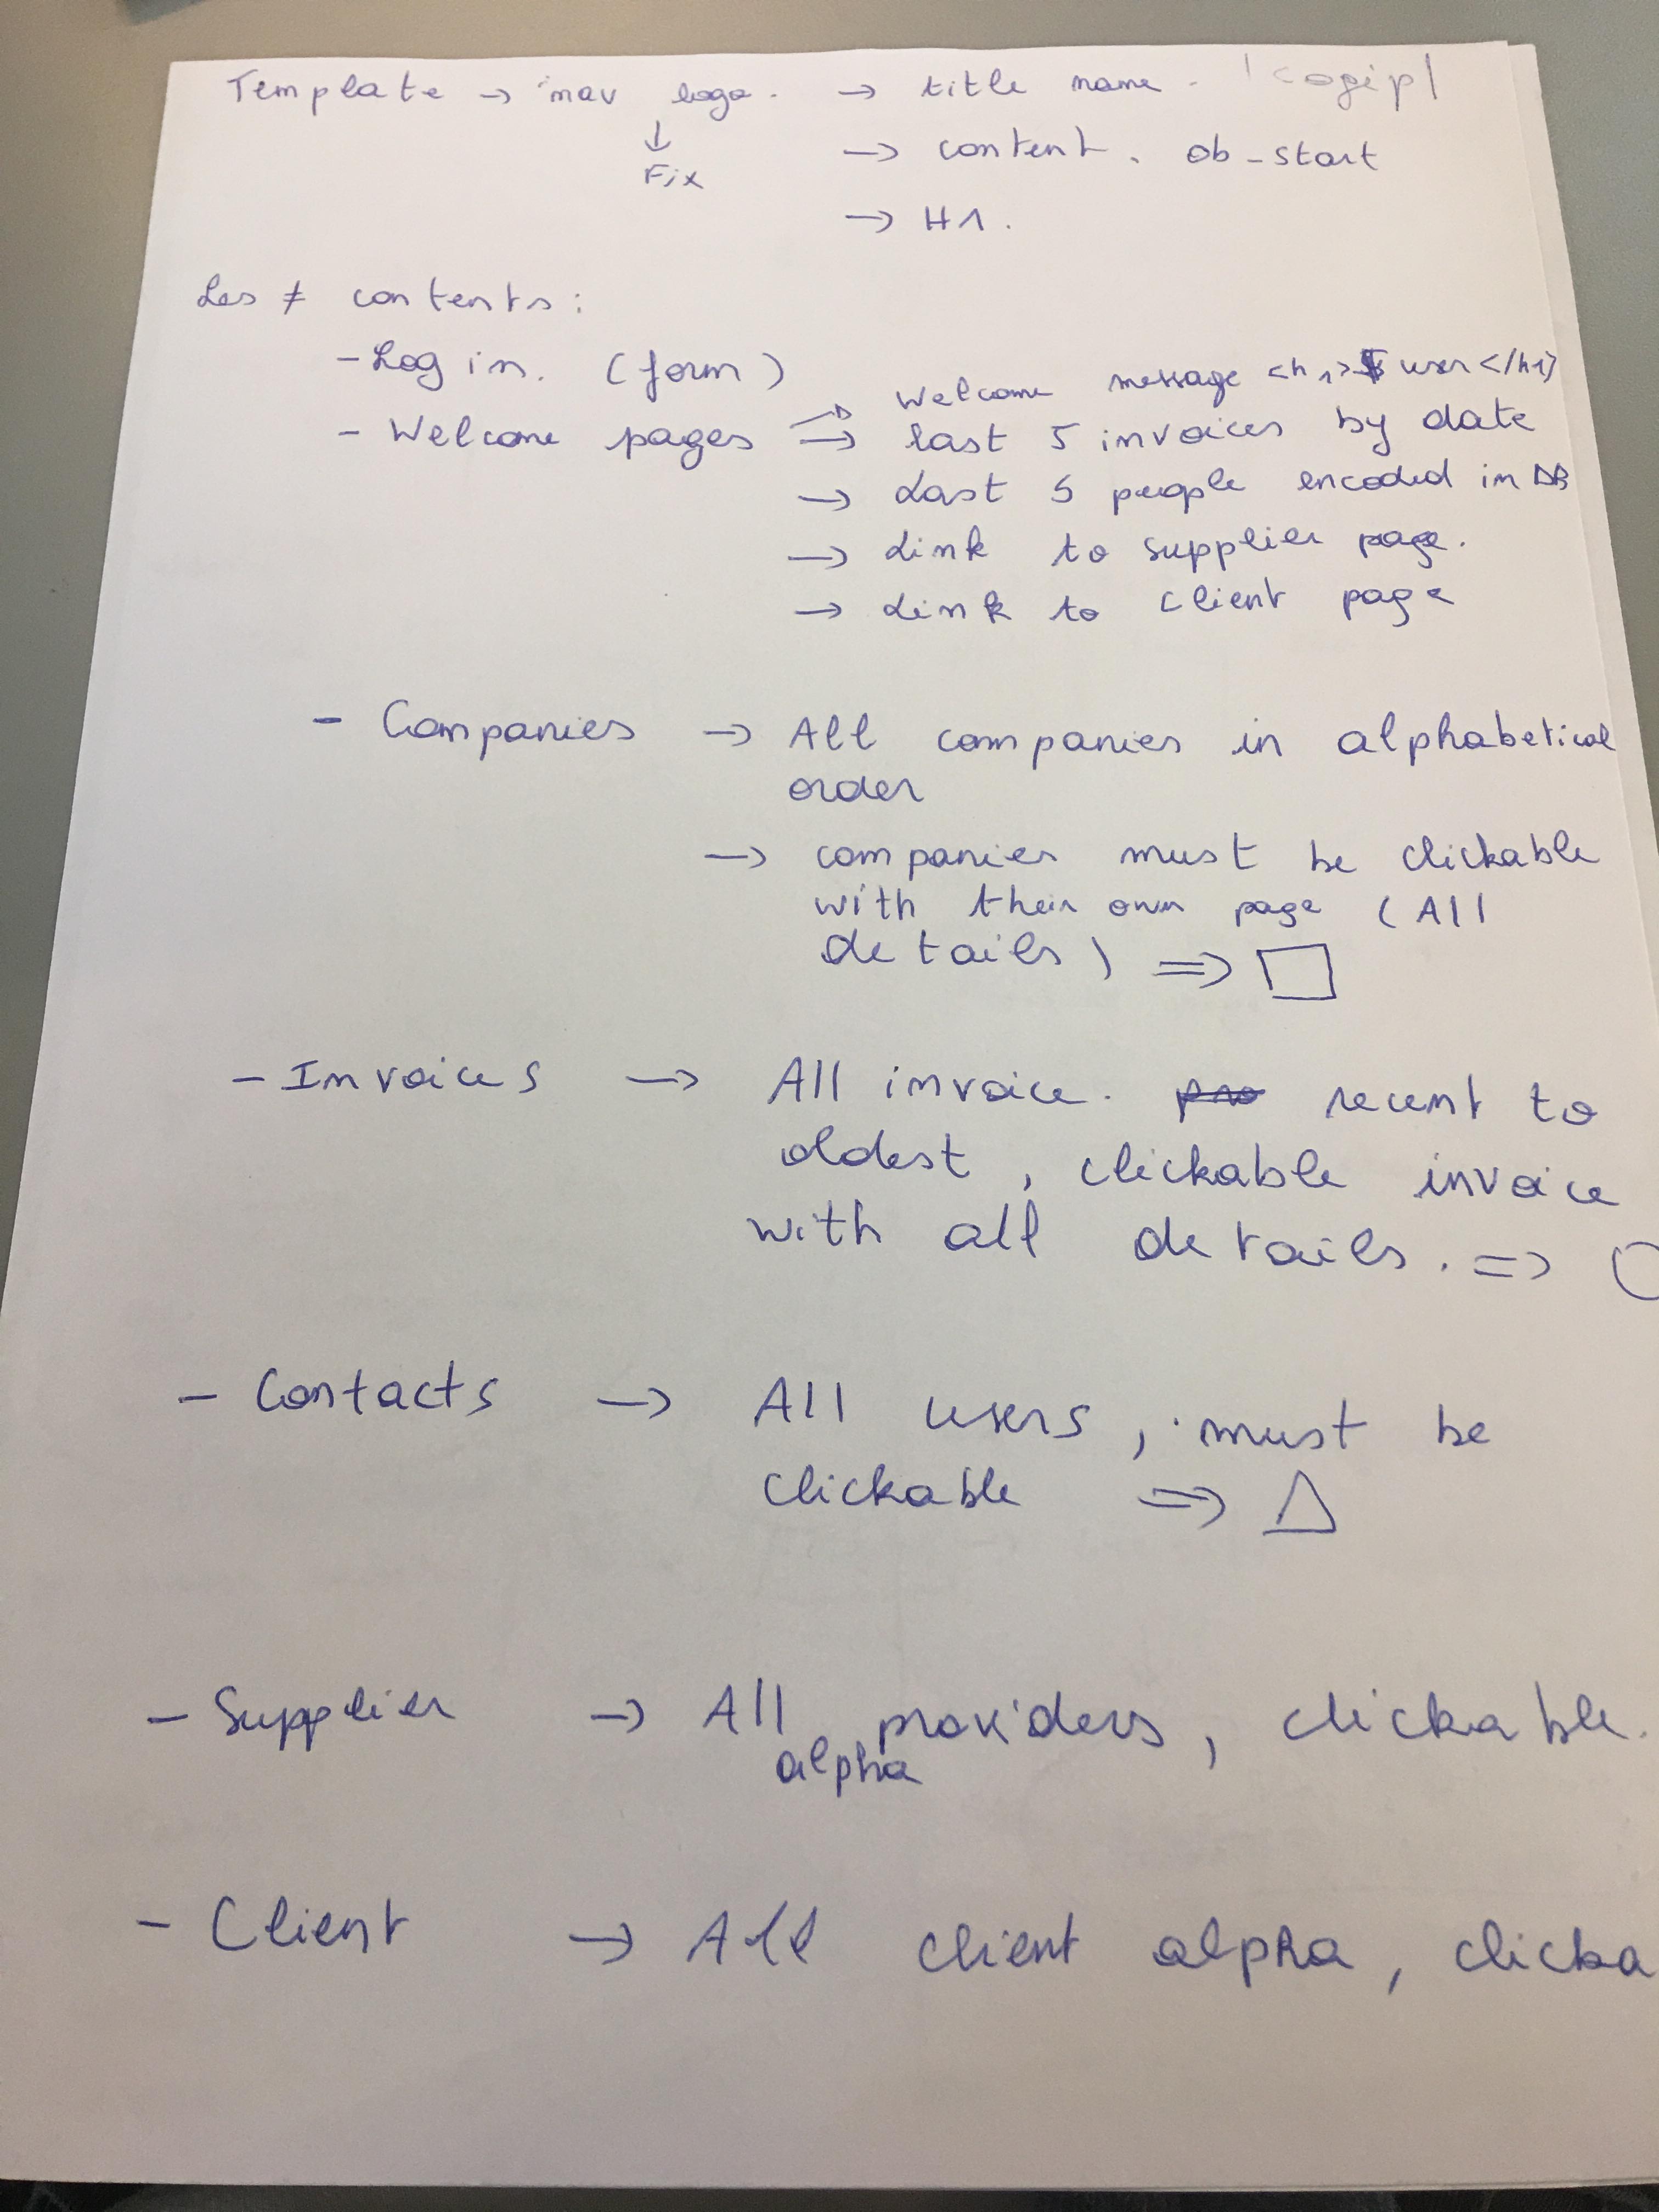 Template → nav logo. → title name. |cogip|
↓
Fix
→ content. ob_start
→ H1.
Les ≠ contents:
- Log in. (form)
Welcome message <h1>$ user</h1>
- Welcome pages → last 5 invoices by date
→ Last 5 people encoded in DB
→ Link to supplier page.
→ Link to client page
- Companies → All companies in alphabetical
order
→ companies must be clickable
with their own page (All
details) ⇒ □
- Invoices → All invoice. recent to
oldest, clickable invoice
with all details. ⇒ ○
- Contacts → All users, must be
clickable ⇒ △
- Supplier → All providers, clickable.
alpha
- Client → All client alpha, clicka